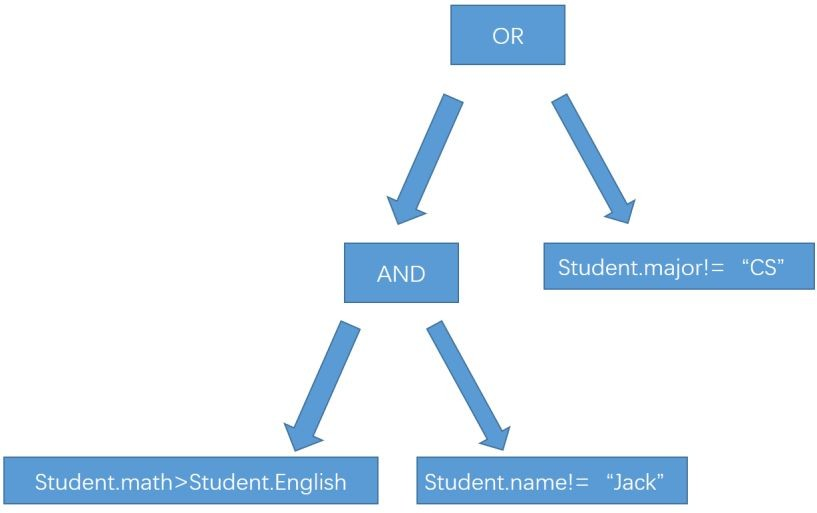 OR
AND
Student.major!= “CS”
Student.math>Student.English
Student.name!= “Jack”